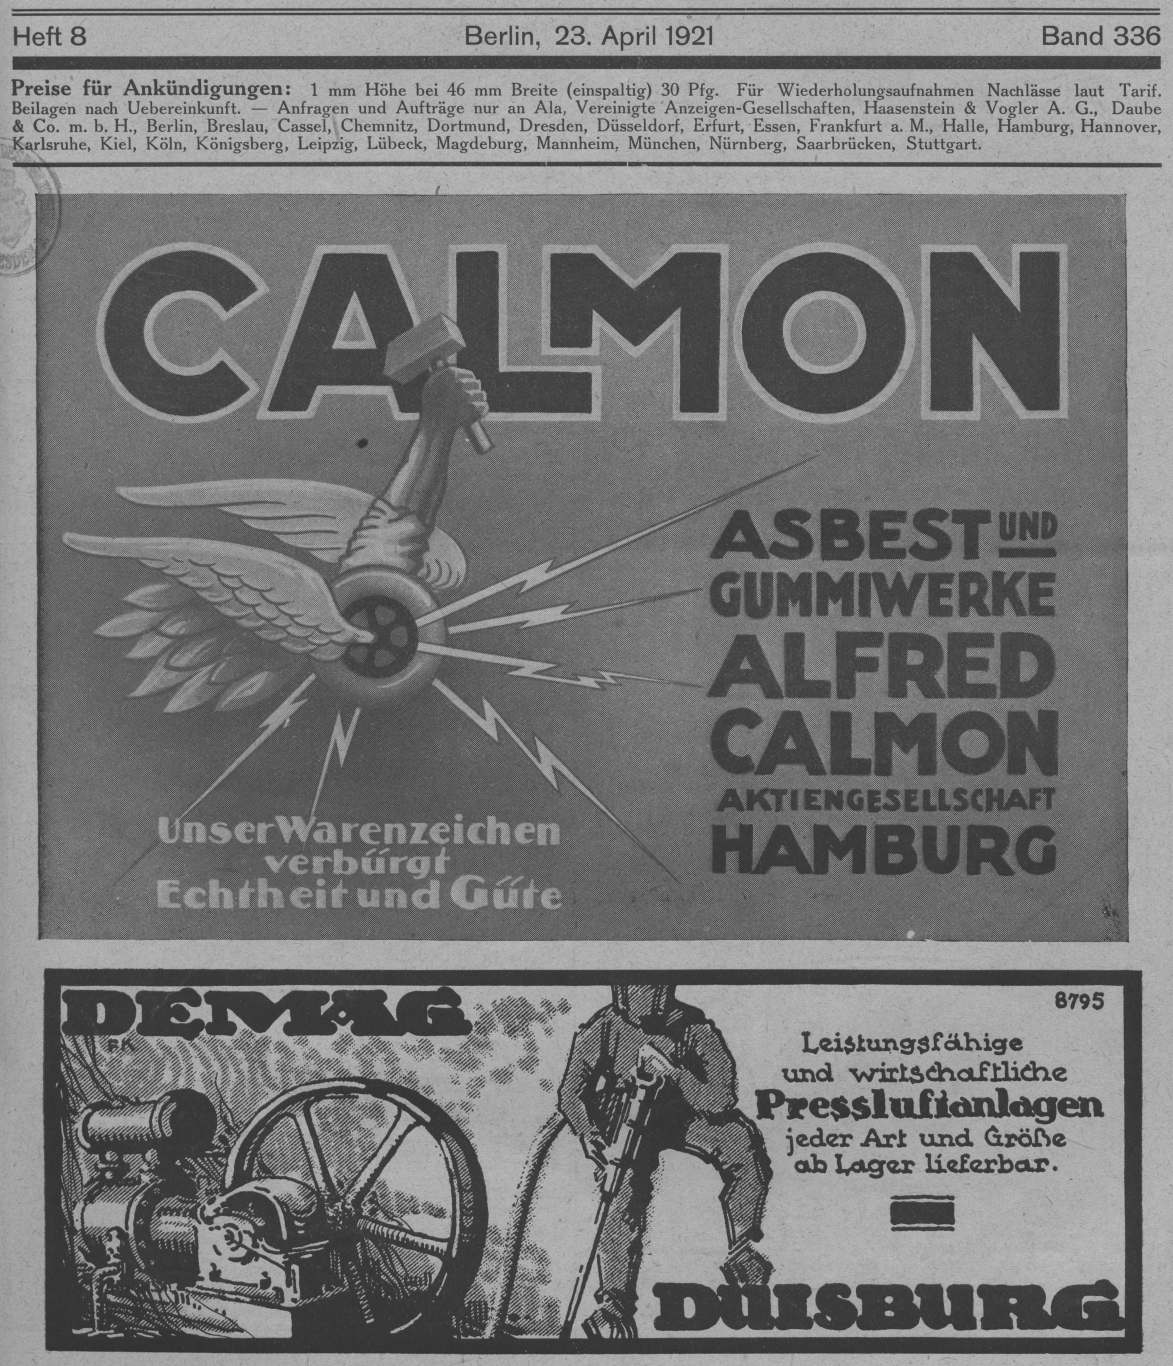 Heft 8 Berlin, 23. April 1921 Band 336
Preise für Ankündigungen: 1 mm Höhe bei 46 mm Breite (einspaltig) 30 Pfg. Für Wiederholungsaufnahmen Nachlässe laut Tarif.
Beilagen nach Uebereinkunft. — Anfragen und Aufträge nur an Ala, Vereinigte Anzeigen-Gesellschaften, Haasenstein & Vogler A. G., Daube
& Co. m. b. H., Berlin, Breslau, Cassel, Chemnitz, Dortmund, Dresden, Düsseldorf, Erfurt, Essen, Frankfurt a. M., Halle, Hamburg, Hannover,
Karlsruhe, Kiel, Köln, Königsberg, Leipzig, Lübeck, Magdeburg, Mannheim, München, Nürnberg, Saarbrücken, Stuttgart.
CALMON
ASBEST UND
GUMMIWERKE
ALFRED
CALMON
AKTIENGESELLSCHAFT
HAMBURG
Unser Warenzeichen
verbürgt
Echtheit und Güte
DEMAG
8795
Leistungsfähige
und wirtschaftliche
Pressluftanlagen
jeder Art und Größe
ab Lager lieferbar.
DUISBURG